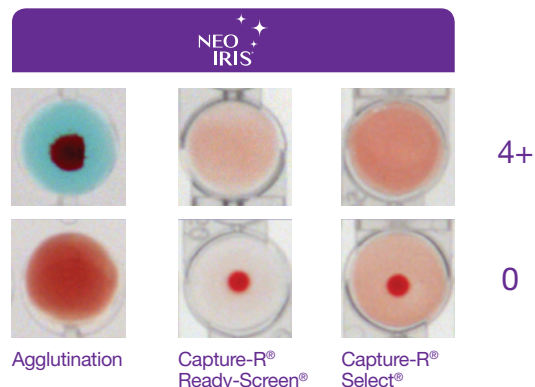 NEO
IRIS
4+
0
Agglutination
Capture-R®
Ready-Screen®
Capture-R®
Select®